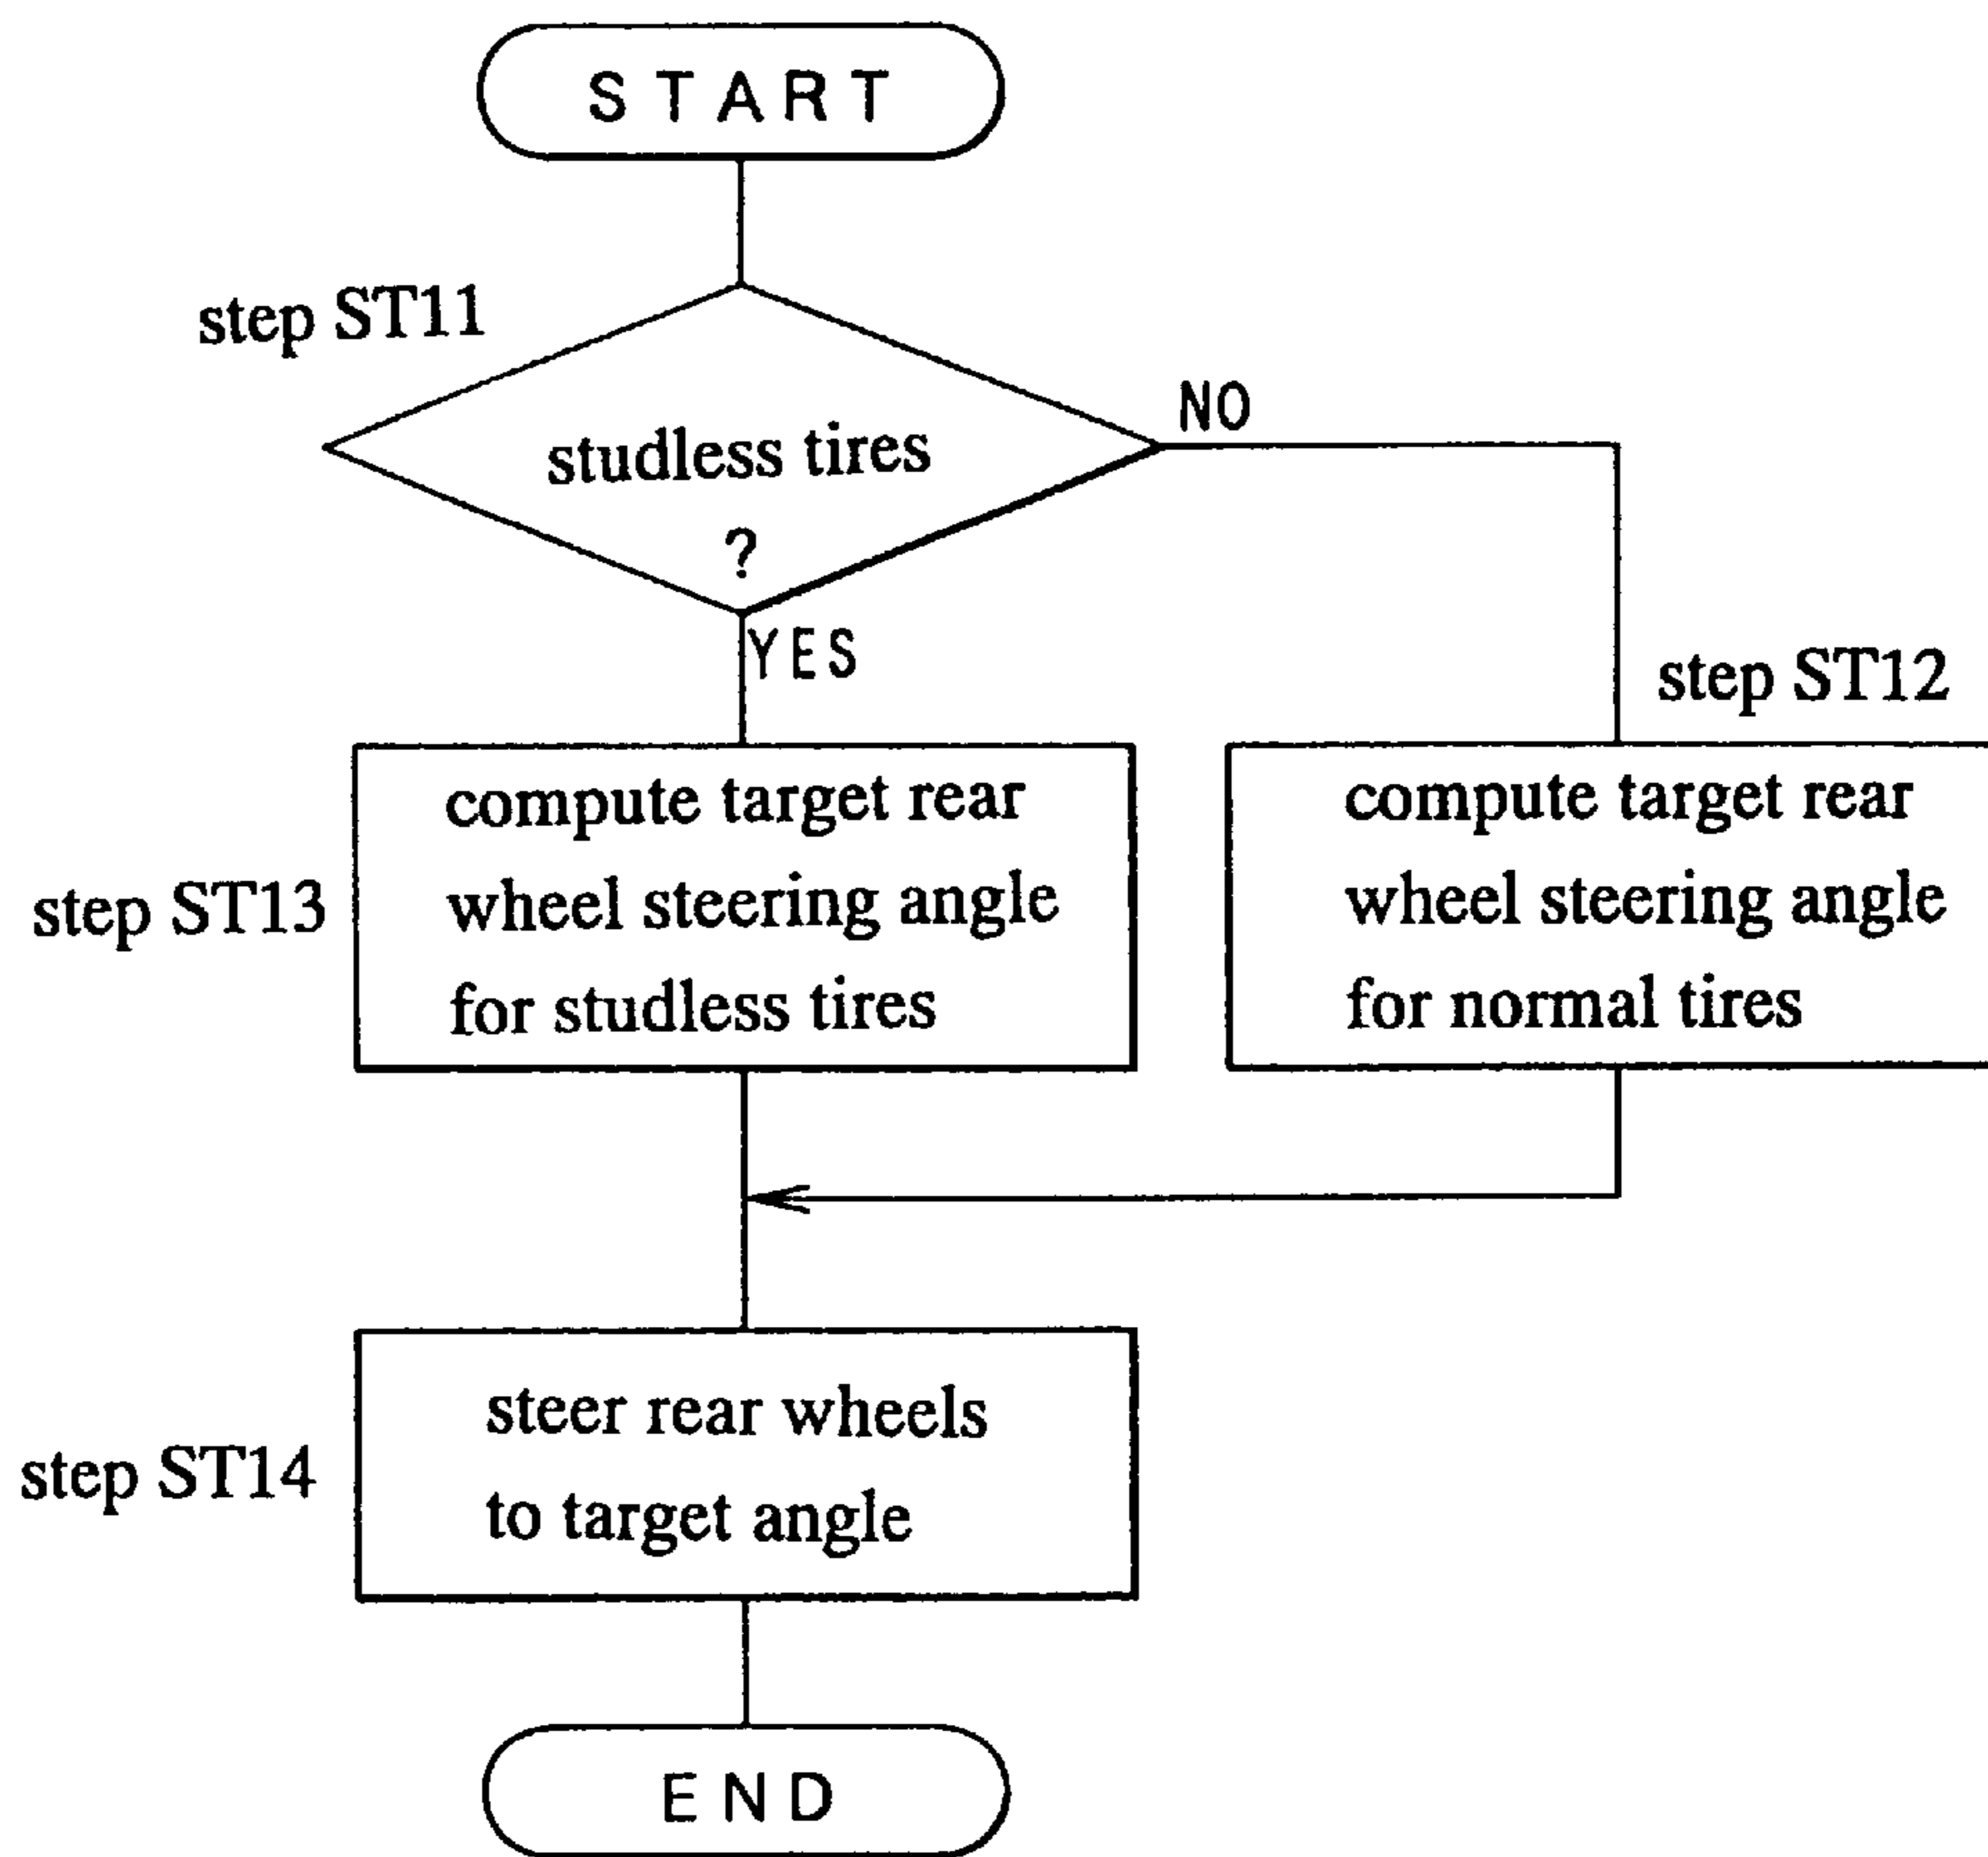 START
step ST11
studless tires
?
NO
YES
step ST12
compute target rear
wheel steering angle
for normal tires
step ST13
compute target rear
wheel steering angle
for studless tires
step ST14
steer rear wheels
to target angle
END